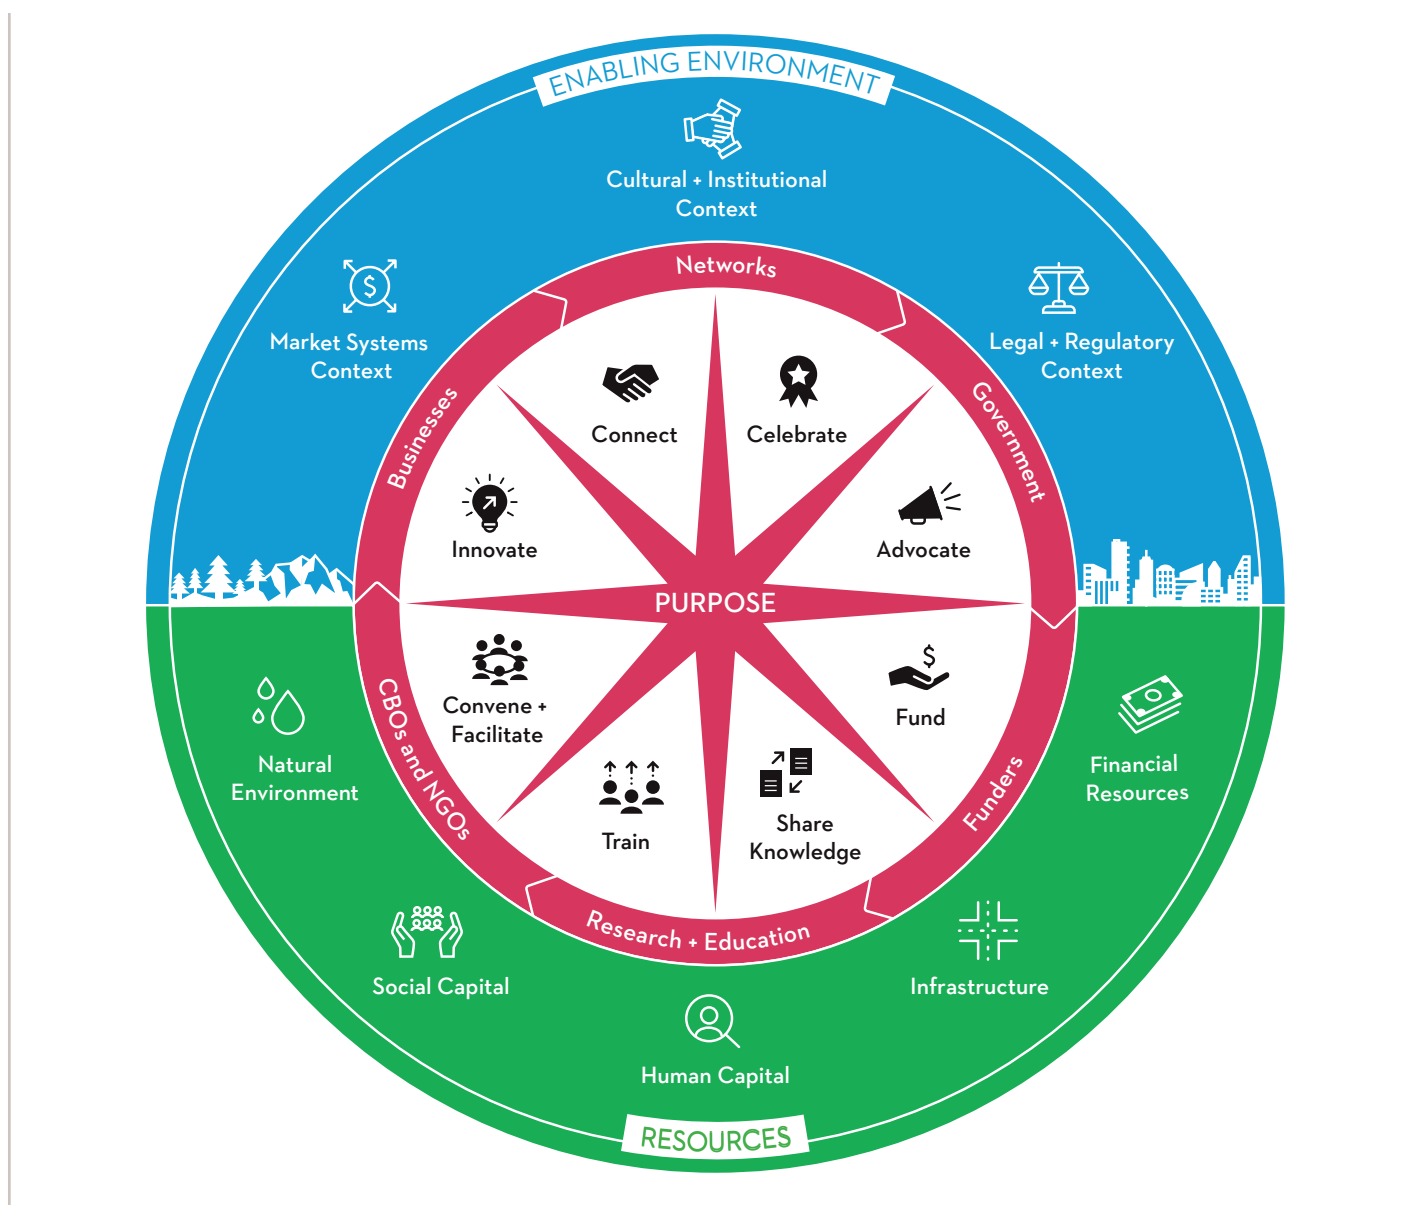 ENABLING ENVIRONMENT
Cultural + Institutional
Context
Market Systems
Context
Legal + Regulatory
Context
Networks
Businesses
Government
Connect
Celebrate
Innovate
Advocate
PURPOSE
Convene +
Facilitate
Fund
Train
Share
Knowledge
CBOs and NGOs
Funders
Research + Education
Natural
Environment
Financial
Resources
Social Capital
Infrastructure
Human Capital
RESOURCES